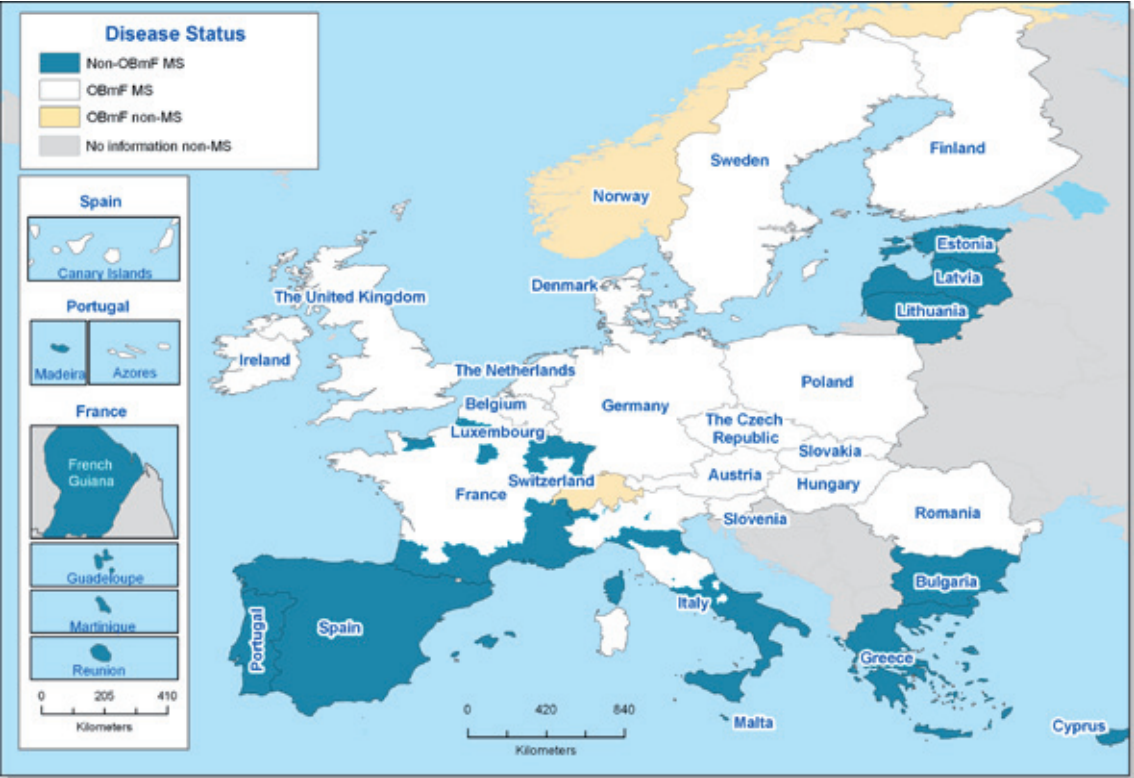 Disease Status
Non-OBmF MS
OBmF MS
OBmF non-MS
No information non-MS
Spain
Canary Islands
Portugal
Madeira
Azores
France
French
Guiana
Guadeloupe
Martinique
Reunion
0 205 410
Kilometers
Norway
Sweden
Finland
Estonia
Latvia
Lithuania
Denmark
The United Kingdom
Ireland
The Netherlands
Belgium
Luxembourg
Germany
Poland
The Czech
Republic
Slovakia
Austria
Hungary
Switzerland
France
Slovenia
Romania
Bulgaria
Italy
Portugal
Spain
Greece
Malta
Cyprus
0 420 840
Kilometers